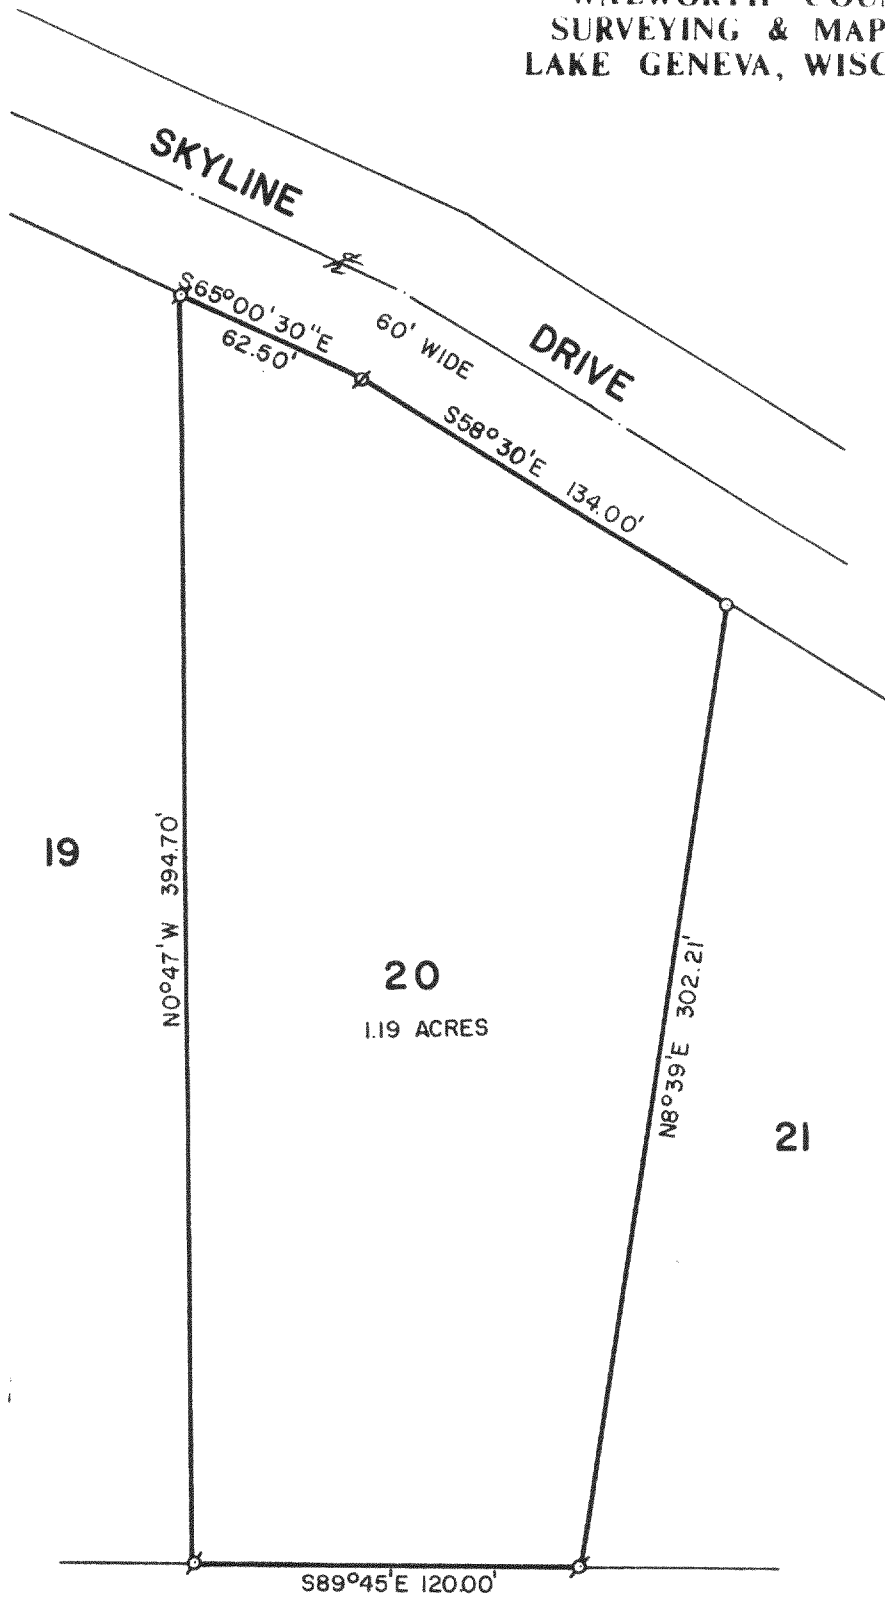 SURVEYING & MAP
LAKE GENEVA, WISC
SKYLINE
DRIVE
60' WIDE
S65°00'30"E
62.50'
S58°30'E 134.00'
19
N0°47'W 394.70'
20
1.19 ACRES
N8°39'E 302.21'
21
S89°45'E 120.00'